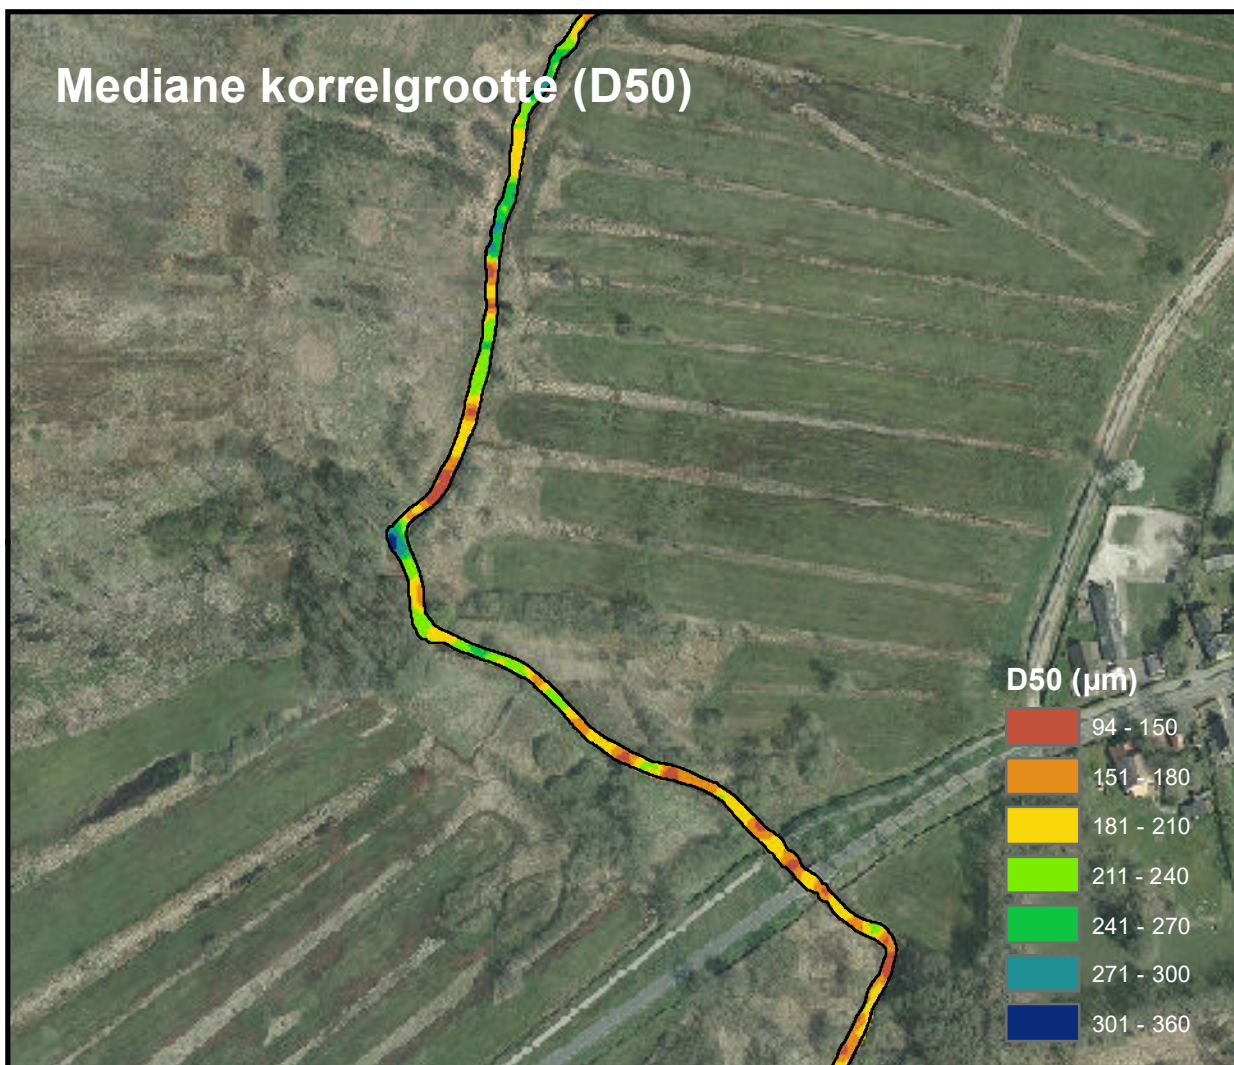 Mediane korrelgrootte (D50)
D50 (µm)
94 - 150
151 - 180
181 - 210
211 - 240
241 - 270
271 - 300
301 - 360